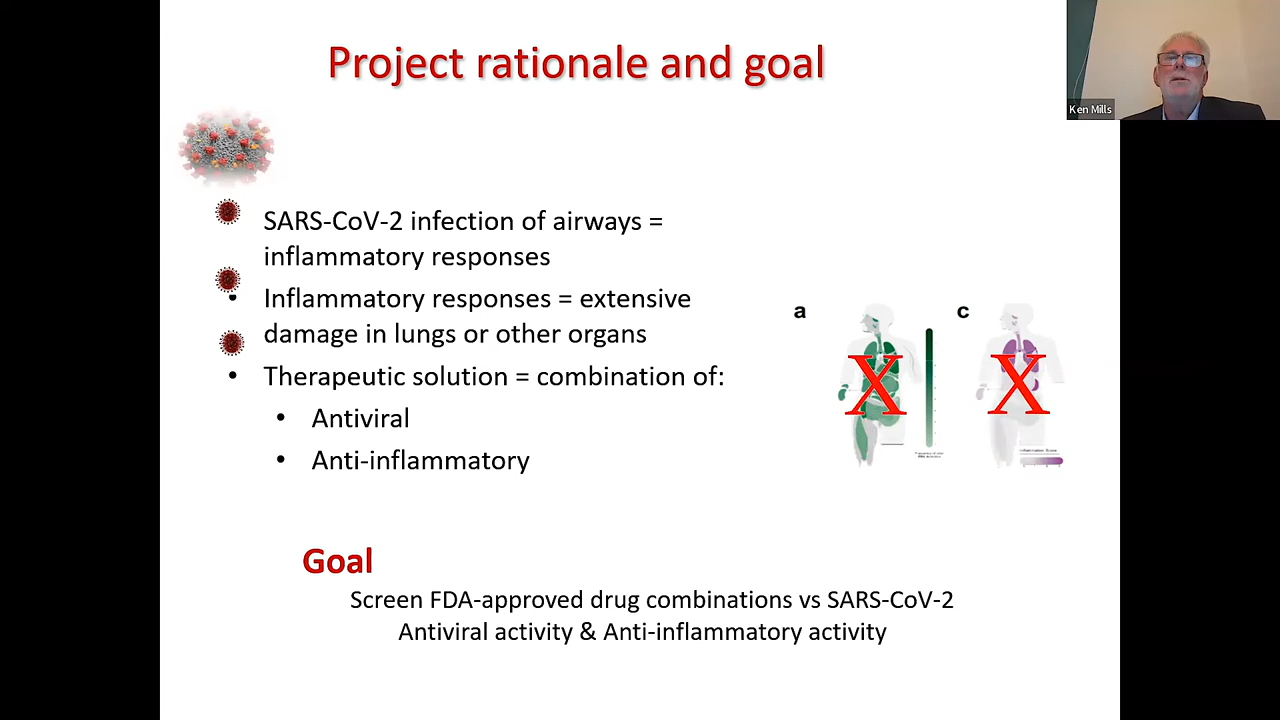 Project rationale and goal
Ken Mills
SARS-CoV-2 infection of airways =
inflammatory responses
• Inflammatory responses = extensive
damage in lungs or other organs
• Therapeutic solution = combination of:
• Antiviral
• Anti-inflammatory
a
c
X
X
Goal
Screen FDA-approved drug combinations vs SARS-CoV-2
Antiviral activity & Anti-inflammatory activity